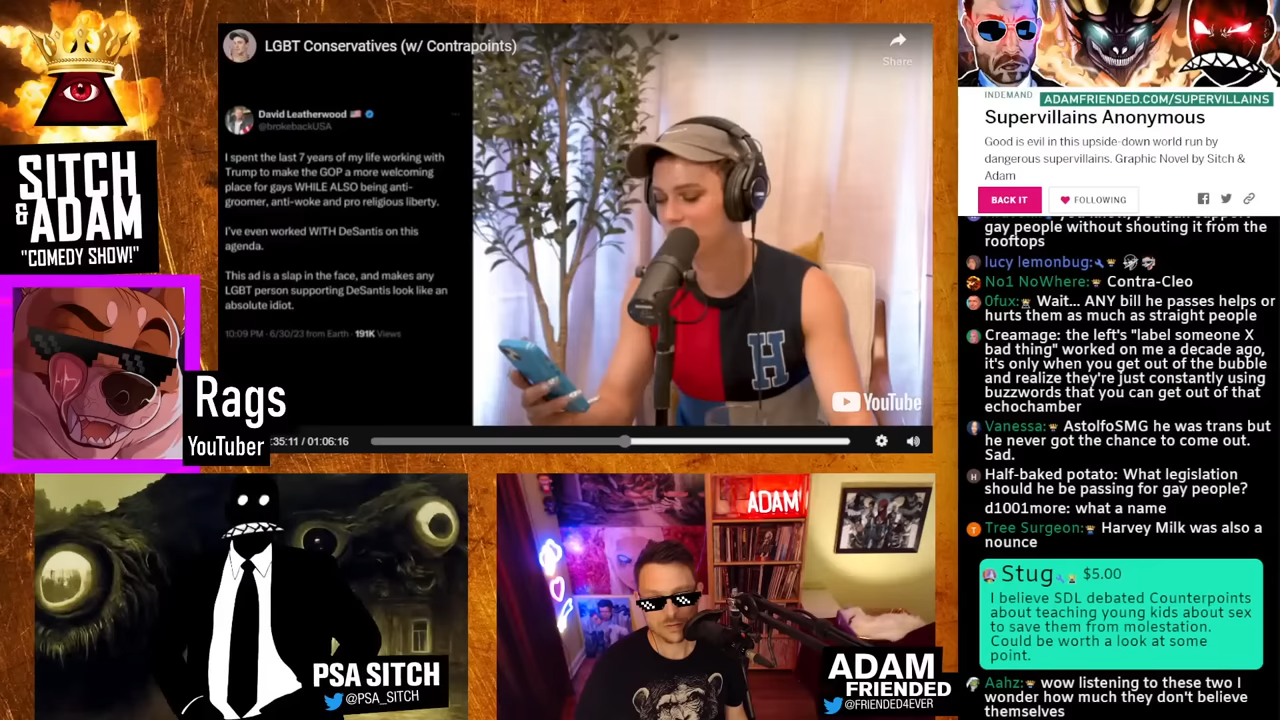 SITCH
& ADAM
"COMEDY SHOW!"
Rags
YouTuber
LGBT Conservatives (w/ Contrapoints)
Share
David Leatherwood
@brokebackUSA
I spent the last 7 years of my life working with
Trump to make the GOP a more welcoming
place for gays WHILE ALSO being anti-
groomer, anti-woke and pro religious liberty.
I've even worked WITH DeSantis on this
agenda.
This ad is a slap in the face, and makes any
LGBT person supporting DeSantis look like an
absolute idiot.
10:09 PM · 6/30/23 from Earth · 191K Views
H
YouTube
:35:11 / 01:06:16
PSA SITCH
@PSA_SITCH
ADAM
ADAM
FRIENDED
@FRIENDED4EVER
INDEMAND
ADAMFRIENDED.COM/SUPERVILLAINS
Supervillains Anonymous
Good is evil in this upside-down world run by
dangerous supervillains. Graphic Novel by Sitch &
Adam
BACK IT
FOLLOWING
gay people without shouting it from the
rooftops
lucy lemonbug:
No1 NoWhere: Contra-Cleo
0fux: Wait... ANY bill he passes helps or
hurts them as much as straight people
Creamage: the left's "label someone X
bad thing" worked on me a decade ago,
it's only when you get out of the bubble
and realize they're just constantly using
buzzwords that you can get out of that
echochamber
Vanessa: AstolfoSMG he was trans but
he never got the chance to come out.
Sad.
H
Half-baked potato: What legislation
should he be passing for gay people?
d1001more: what a name
T
Tree Surgeon: Harvey Milk was also a
nounce
Stug $5.00
I believe SDL debated Counterpoints
about teaching young kids about sex
to save them from molestation.
Could be worth a look at some
point.
Aahz: wow listening to these two I
wonder how much they don't believe
themselves